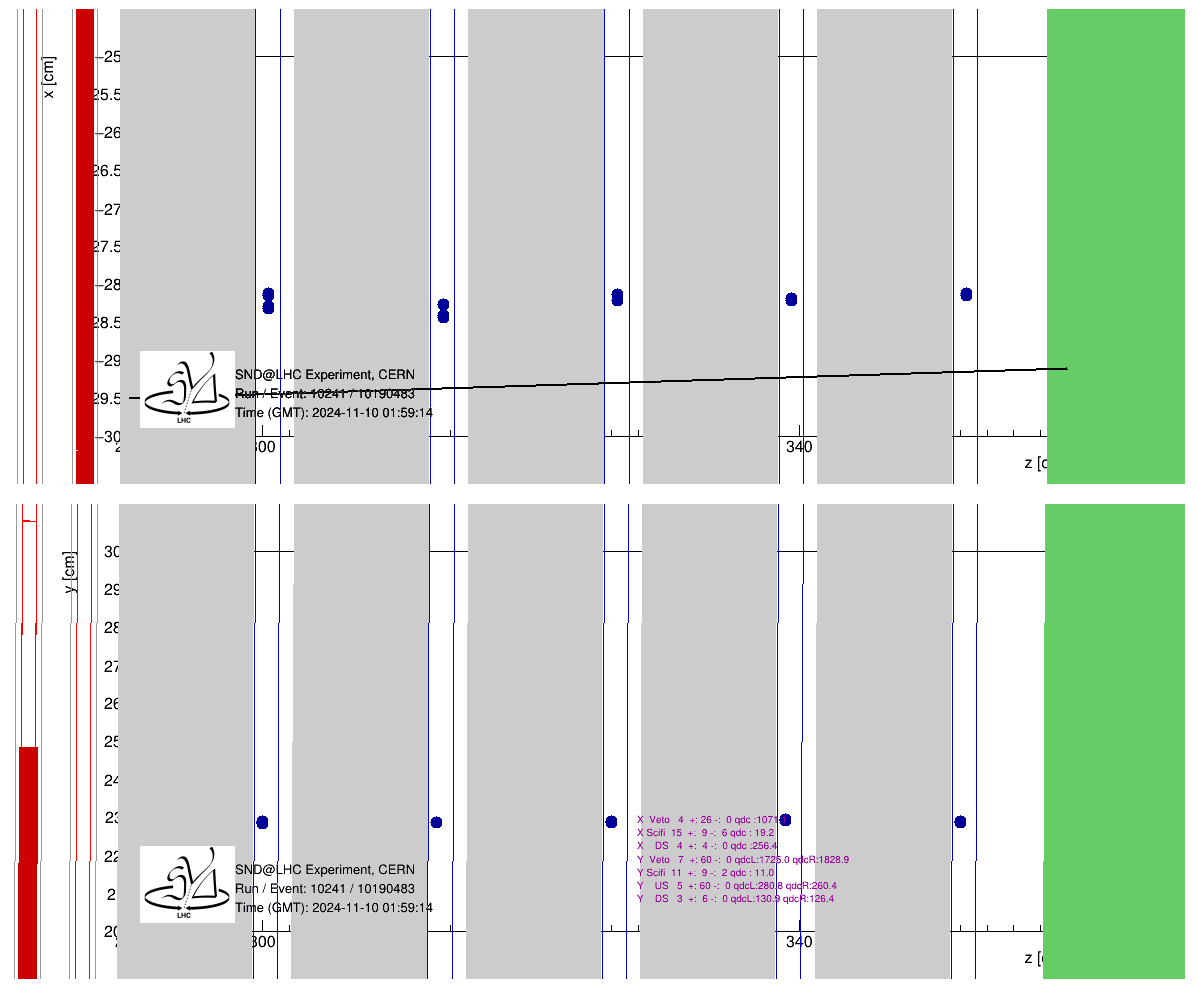 x [cm]
-25
25.5
-26
26.5
-27
27.5
-28
28.5
-29
29.5
-30
SND@LHC Experiment, CERN
Run / Event: 10241 / 10190483
Time (GMT): 2024-11-10 01:59:14
LHC
300
340
z [c
y [cm]
30
29
28
27
26
25
24
23
22
2
20
X Veto 4 +: 26 -: 0 qdc :1071.
X Scifi 15 +: 9 -: 6 qdc : 19.2
X DS 4 +: 4 -: 0 qdc :256.4
Y Veto 7 +: 60 -: 0 qdcL:1725.0 qdcR:1828.9
Y Scifi 11 +: 9 -: 2 qdc : 11.0
Y US 5 +: 60 -: 0 qdcL:280.8 qdcR:260.4
Y DS 3 +: 6 -: 0 qdcL:130.9 qdcR:126.4
SND@LHC Experiment, CERN
Run / Event: 10241 / 10190483
Time (GMT): 2024-11-10 01:59:14
LHC
300
340
z [